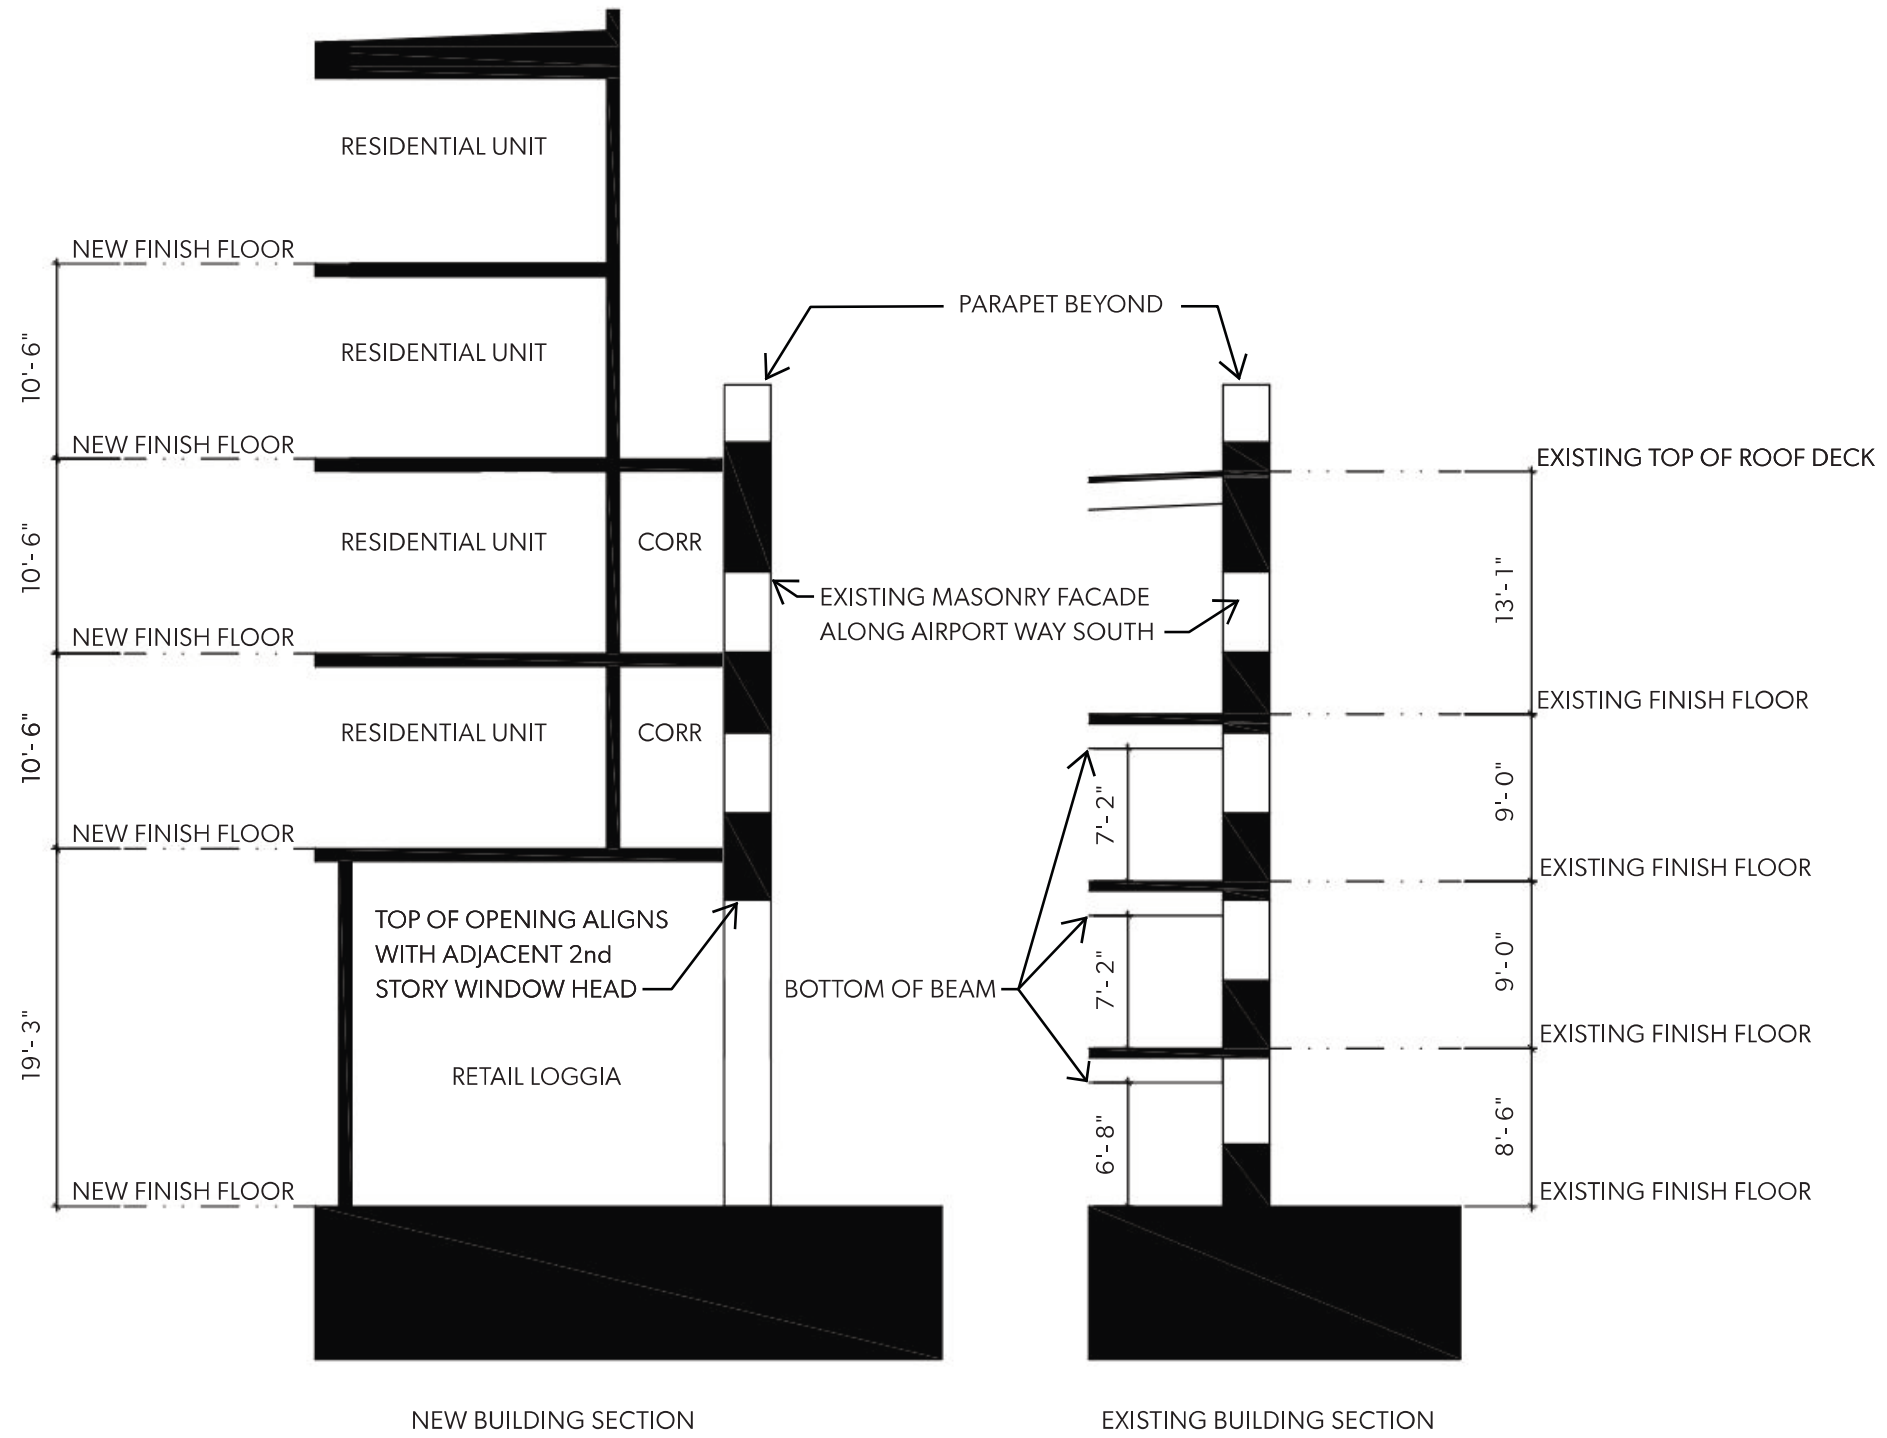 RESIDENTIAL UNIT
NEW FINISH FLOOR
10'- 6"
RESIDENTIAL UNIT
NEW FINISH FLOOR
10'- 6"
RESIDENTIAL UNIT
CORR
NEW FINISH FLOOR
10'- 6"
RESIDENTIAL UNIT
CORR
NEW FINISH FLOOR
19'- 3"
TOP OF OPENING ALIGNS
WITH ADJACENT 2nd
STORY WINDOW HEAD
RETAIL LOGGIA
NEW FINISH FLOOR
NEW BUILDING SECTION
PARAPET BEYOND
EXISTING MASONRY FACADE
ALONG AIRPORT WAY SOUTH
BOTTOM OF BEAM
7'- 2"
7'- 2"
6'- 8"
EXISTING TOP OF ROOF DECK
13'- 1"
EXISTING FINISH FLOOR
9'- 0"
EXISTING FINISH FLOOR
9'- 0"
EXISTING FINISH FLOOR
8'- 6"
EXISTING FINISH FLOOR
EXISTING BUILDING SECTION